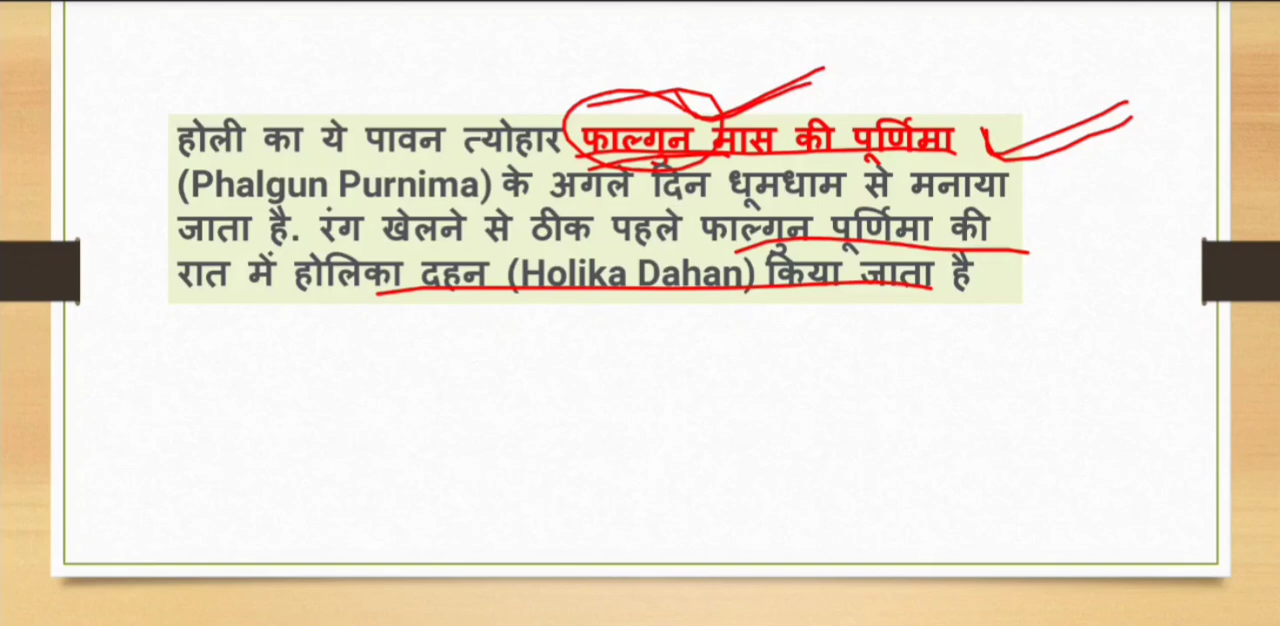 होली का ये पावन त्योहार फाल्गुन मास की पूर्णिमा
(Phalgun Purnima) के अगले दिन धूमधाम से मनाया
जाता है. रंग खेलने से ठीक पहले फाल्गुन पूर्णिमा की
रात में होलिका दहन (Holika Dahan) किया जाता है